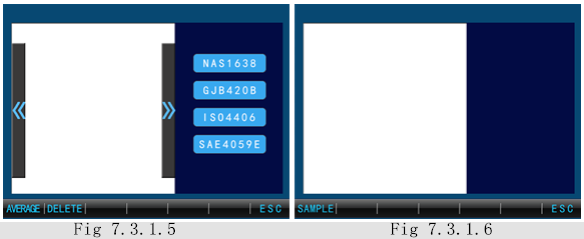 NAS1638
GJB420B
ISO4406
SAE4059E
AVERAGE DELETE ESC
SAMPLE ESC
Fig 7.3.1.5
Fig 7.3.1.6